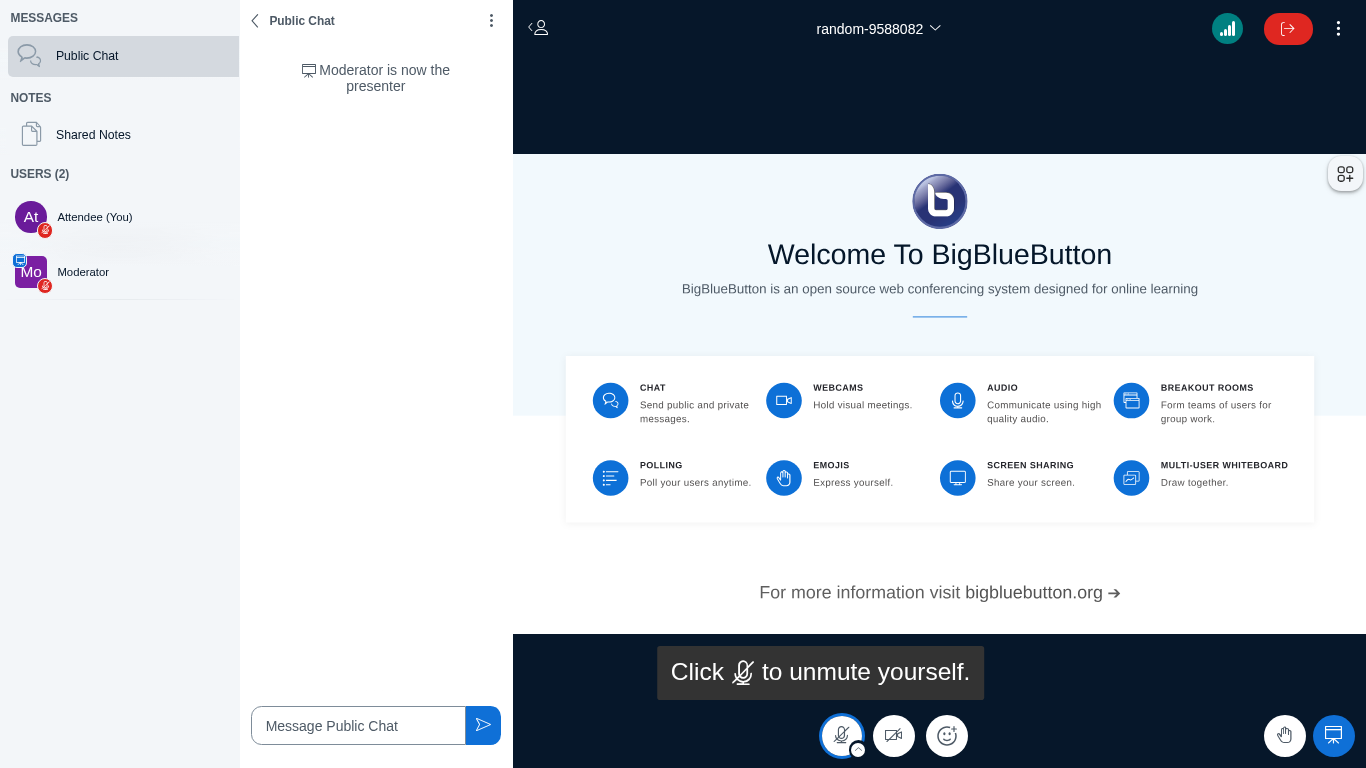 MESSAGES
Public Chat
NOTES
Shared Notes
USERS (2)
At
Attendee (You)
Mo
Moderator
Public Chat
Moderator is now the
presenter
Message Public Chat
random-9588082
Welcome To BigBlueButton
BigBlueButton is an open source web conferencing system designed for online learning
CHAT
Send public and private
messages.
WEBCAMS
Hold visual meetings.
AUDIO
Communicate using high
quality audio.
BREAKOUT ROOMS
Form teams of users for
group work.
POLLING
Poll your users anytime.
EMOJIS
Express yourself.
SCREEN SHARING
Share your screen.
MULTI-USER WHITEBOARD
Draw together.
For more information visit bigbluebutton.org →
Click to unmute yourself.